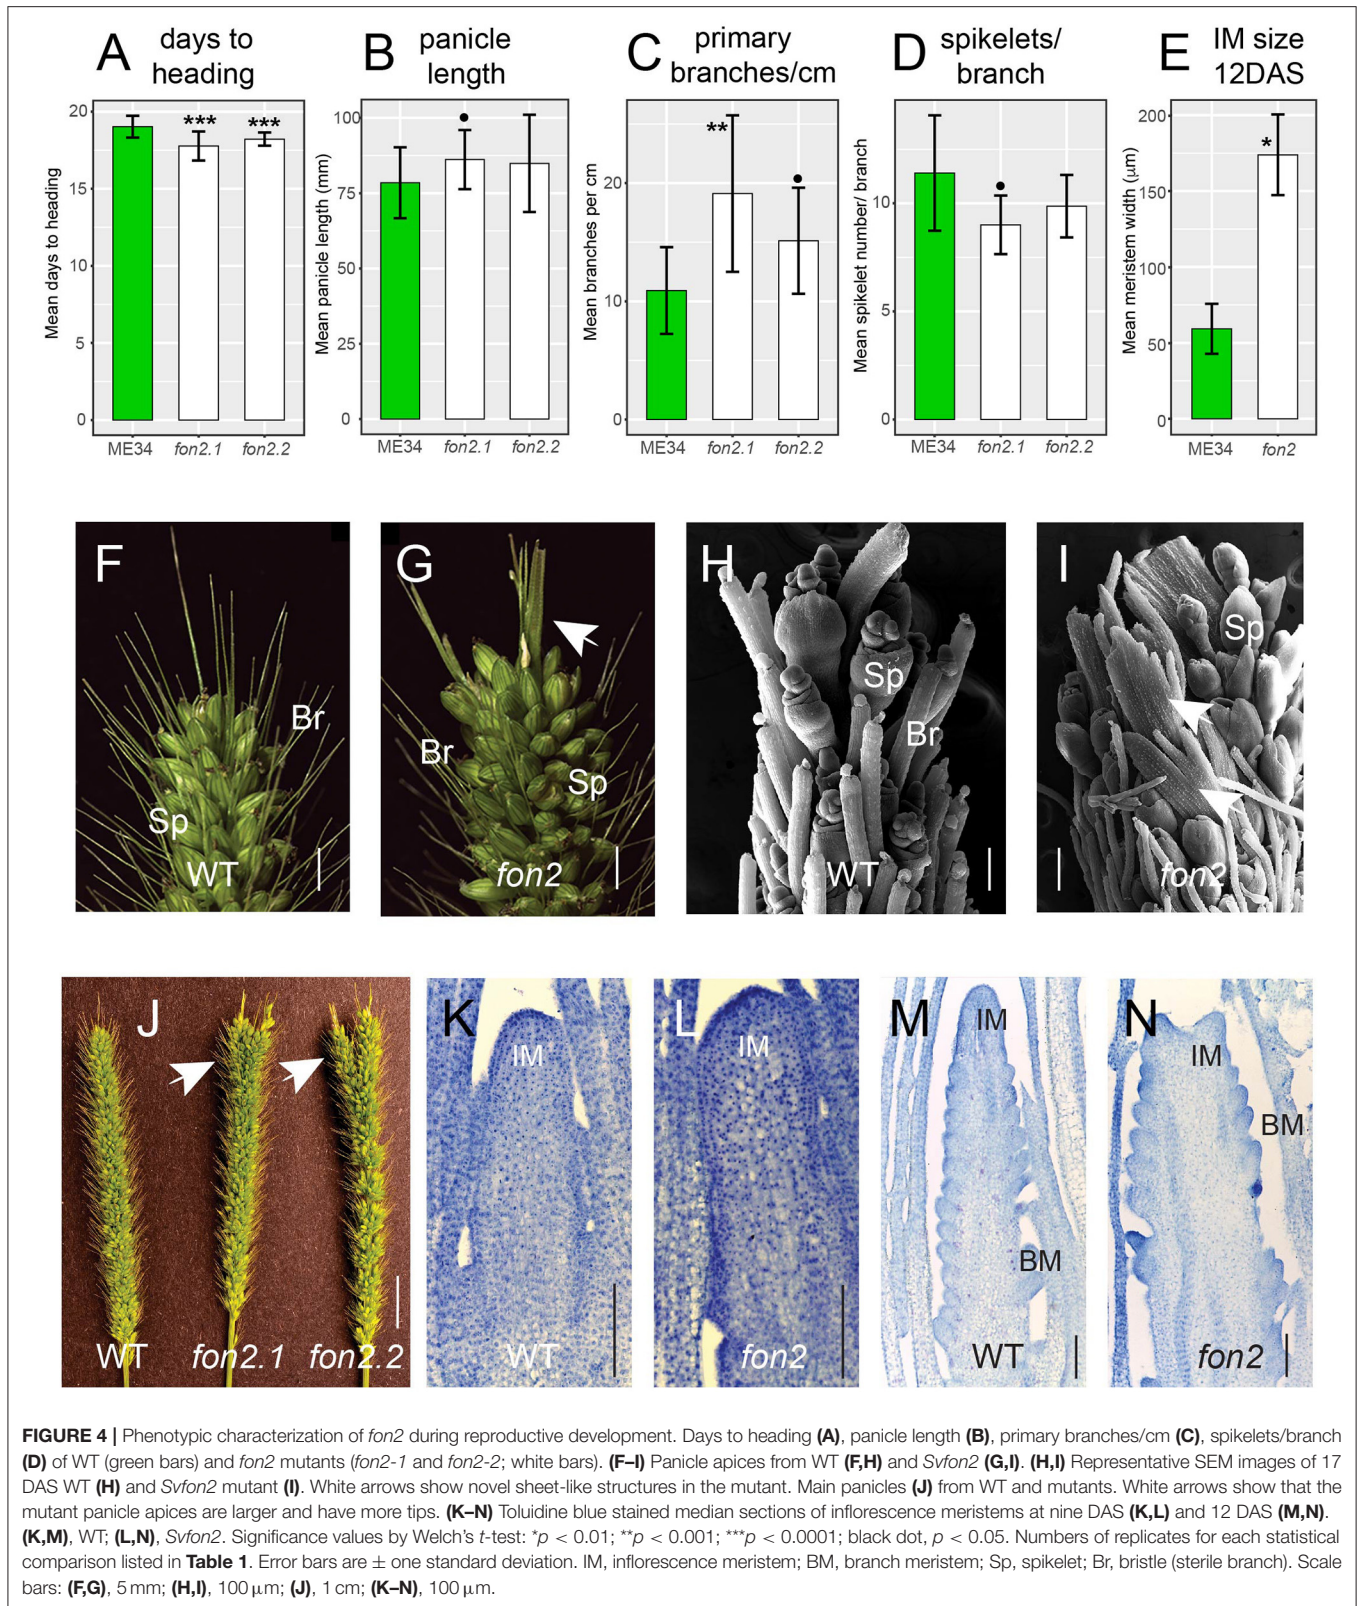 A days to heading
B panicle length
C primary branches/cm
D spikelets/ branch
E IM size 12DAS
Mean days to heading
20
15
10
5
0
ME34 fon2.1 fon2.2
*** ***
Mean panicle length (mm)
100
75
50
25
0
ME34 fon2.1 fon2.2
Mean branches per cm
20
10
0
ME34 fon2.1 fon2.2
**
Mean spikelet number/ branch
10
5
0
ME34 fon2.1 fon2.2
Mean meristem width (μm)
200
150
100
50
0
ME34 fon2
*
F
Br
Sp
WT
G
Br
Sp
fon2
H
Sp
Br
WT
I
Sp
fon2
J
WT fon2.1 fon2.2
K
IM
WT
L
IM
fon2
M
IM
BM
WT
N
IM
BM
fon2
FIGURE 4 | Phenotypic characterization of fon2 during reproductive development. Days to heading (A), panicle length (B), primary branches/cm (C), spikelets/branch
(D) of WT (green bars) and fon2 mutants (fon2-1 and fon2-2; white bars). (F–I) Panicle apices from WT (F,H) and Svfon2 (G,I). (H,I) Representative SEM images of 17
DAS WT (H) and Svfon2 mutant (I). White arrows show novel sheet-like structures in the mutant. Main panicles (J) from WT and mutants. White arrows show that the
mutant panicle apices are larger and have more tips. (K–N) Toluidine blue stained median sections of inflorescence meristems at nine DAS (K,L) and 12 DAS (M,N).
(K,M), WT; (L,N), Svfon2. Significance values by Welch's t-test: *p < 0.01; **p < 0.001; ***p < 0.0001; black dot, p < 0.05. Numbers of replicates for each statistical
comparison listed in Table 1. Error bars are ± one standard deviation. IM, inflorescence meristem; BM, branch meristem; Sp, spikelet; Br, bristle (sterile branch). Scale
bars: (F,G), 5 mm; (H,I), 100 μm; (J), 1 cm; (K–N), 100 μm.